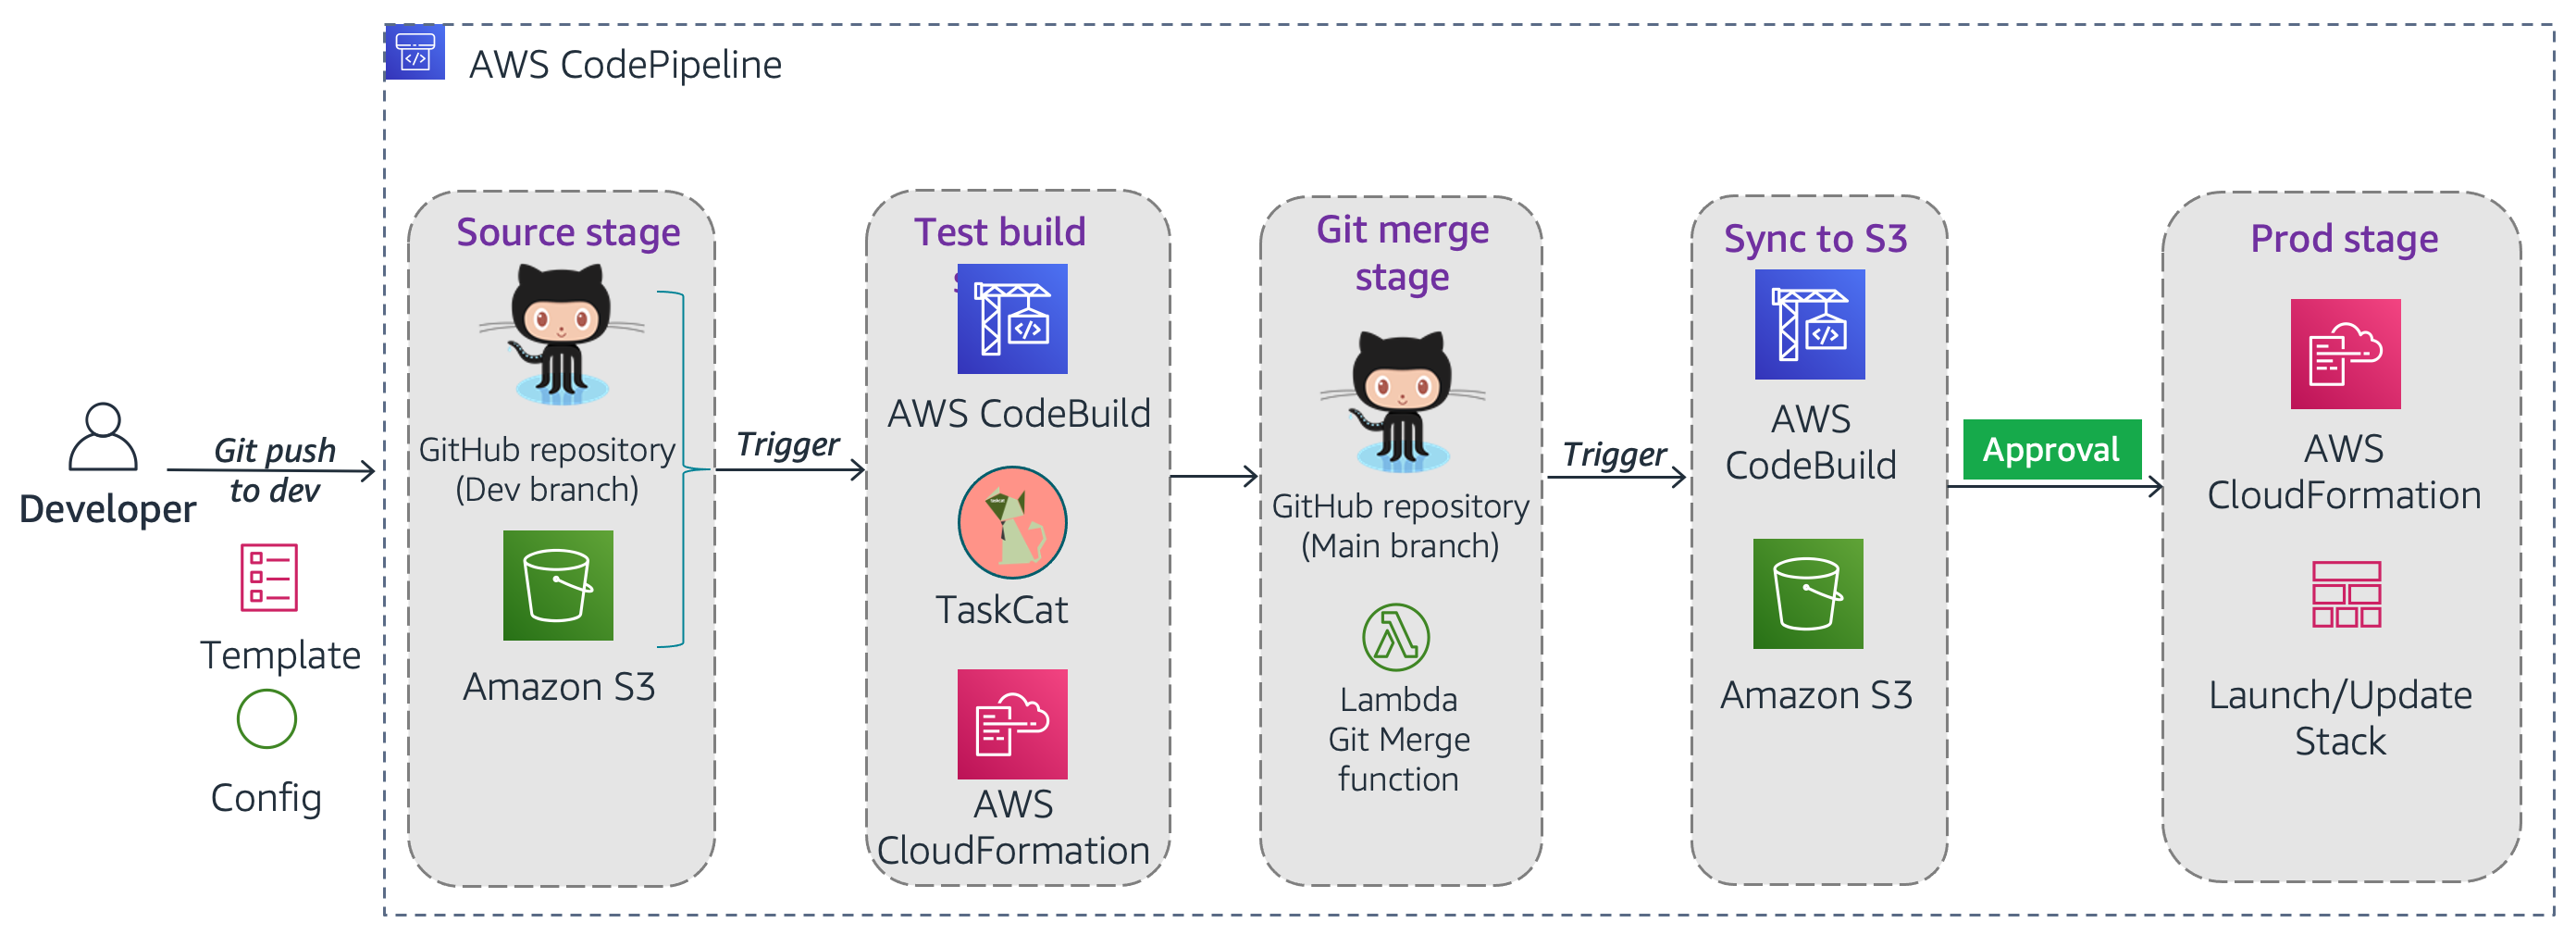 AWS CodePipeline
Developer
Git push
to dev
Template
Config
Source stage
GitHub repository
(Dev branch)
Amazon S3
Trigger
Test build
AWS CodeBuild
TaskCat
AWS
CloudFormation
Git merge
stage
GitHub repository
(Main branch)
Lambda
Git Merge
function
Trigger
Sync to S3
AWS
CodeBuild
Amazon S3
Approval
Prod stage
AWS
CloudFormation
Launch/Update
Stack